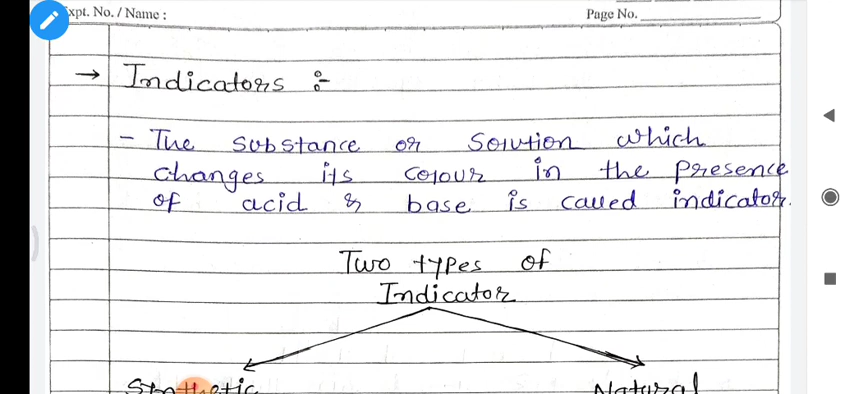 xpt. No. / Name :
Page No.
→ Indicators :-
- The substance or solution which
changes its colour in the presence
of acid & base is called indicator.
Two types of
Indicator
Synthetic
Natural